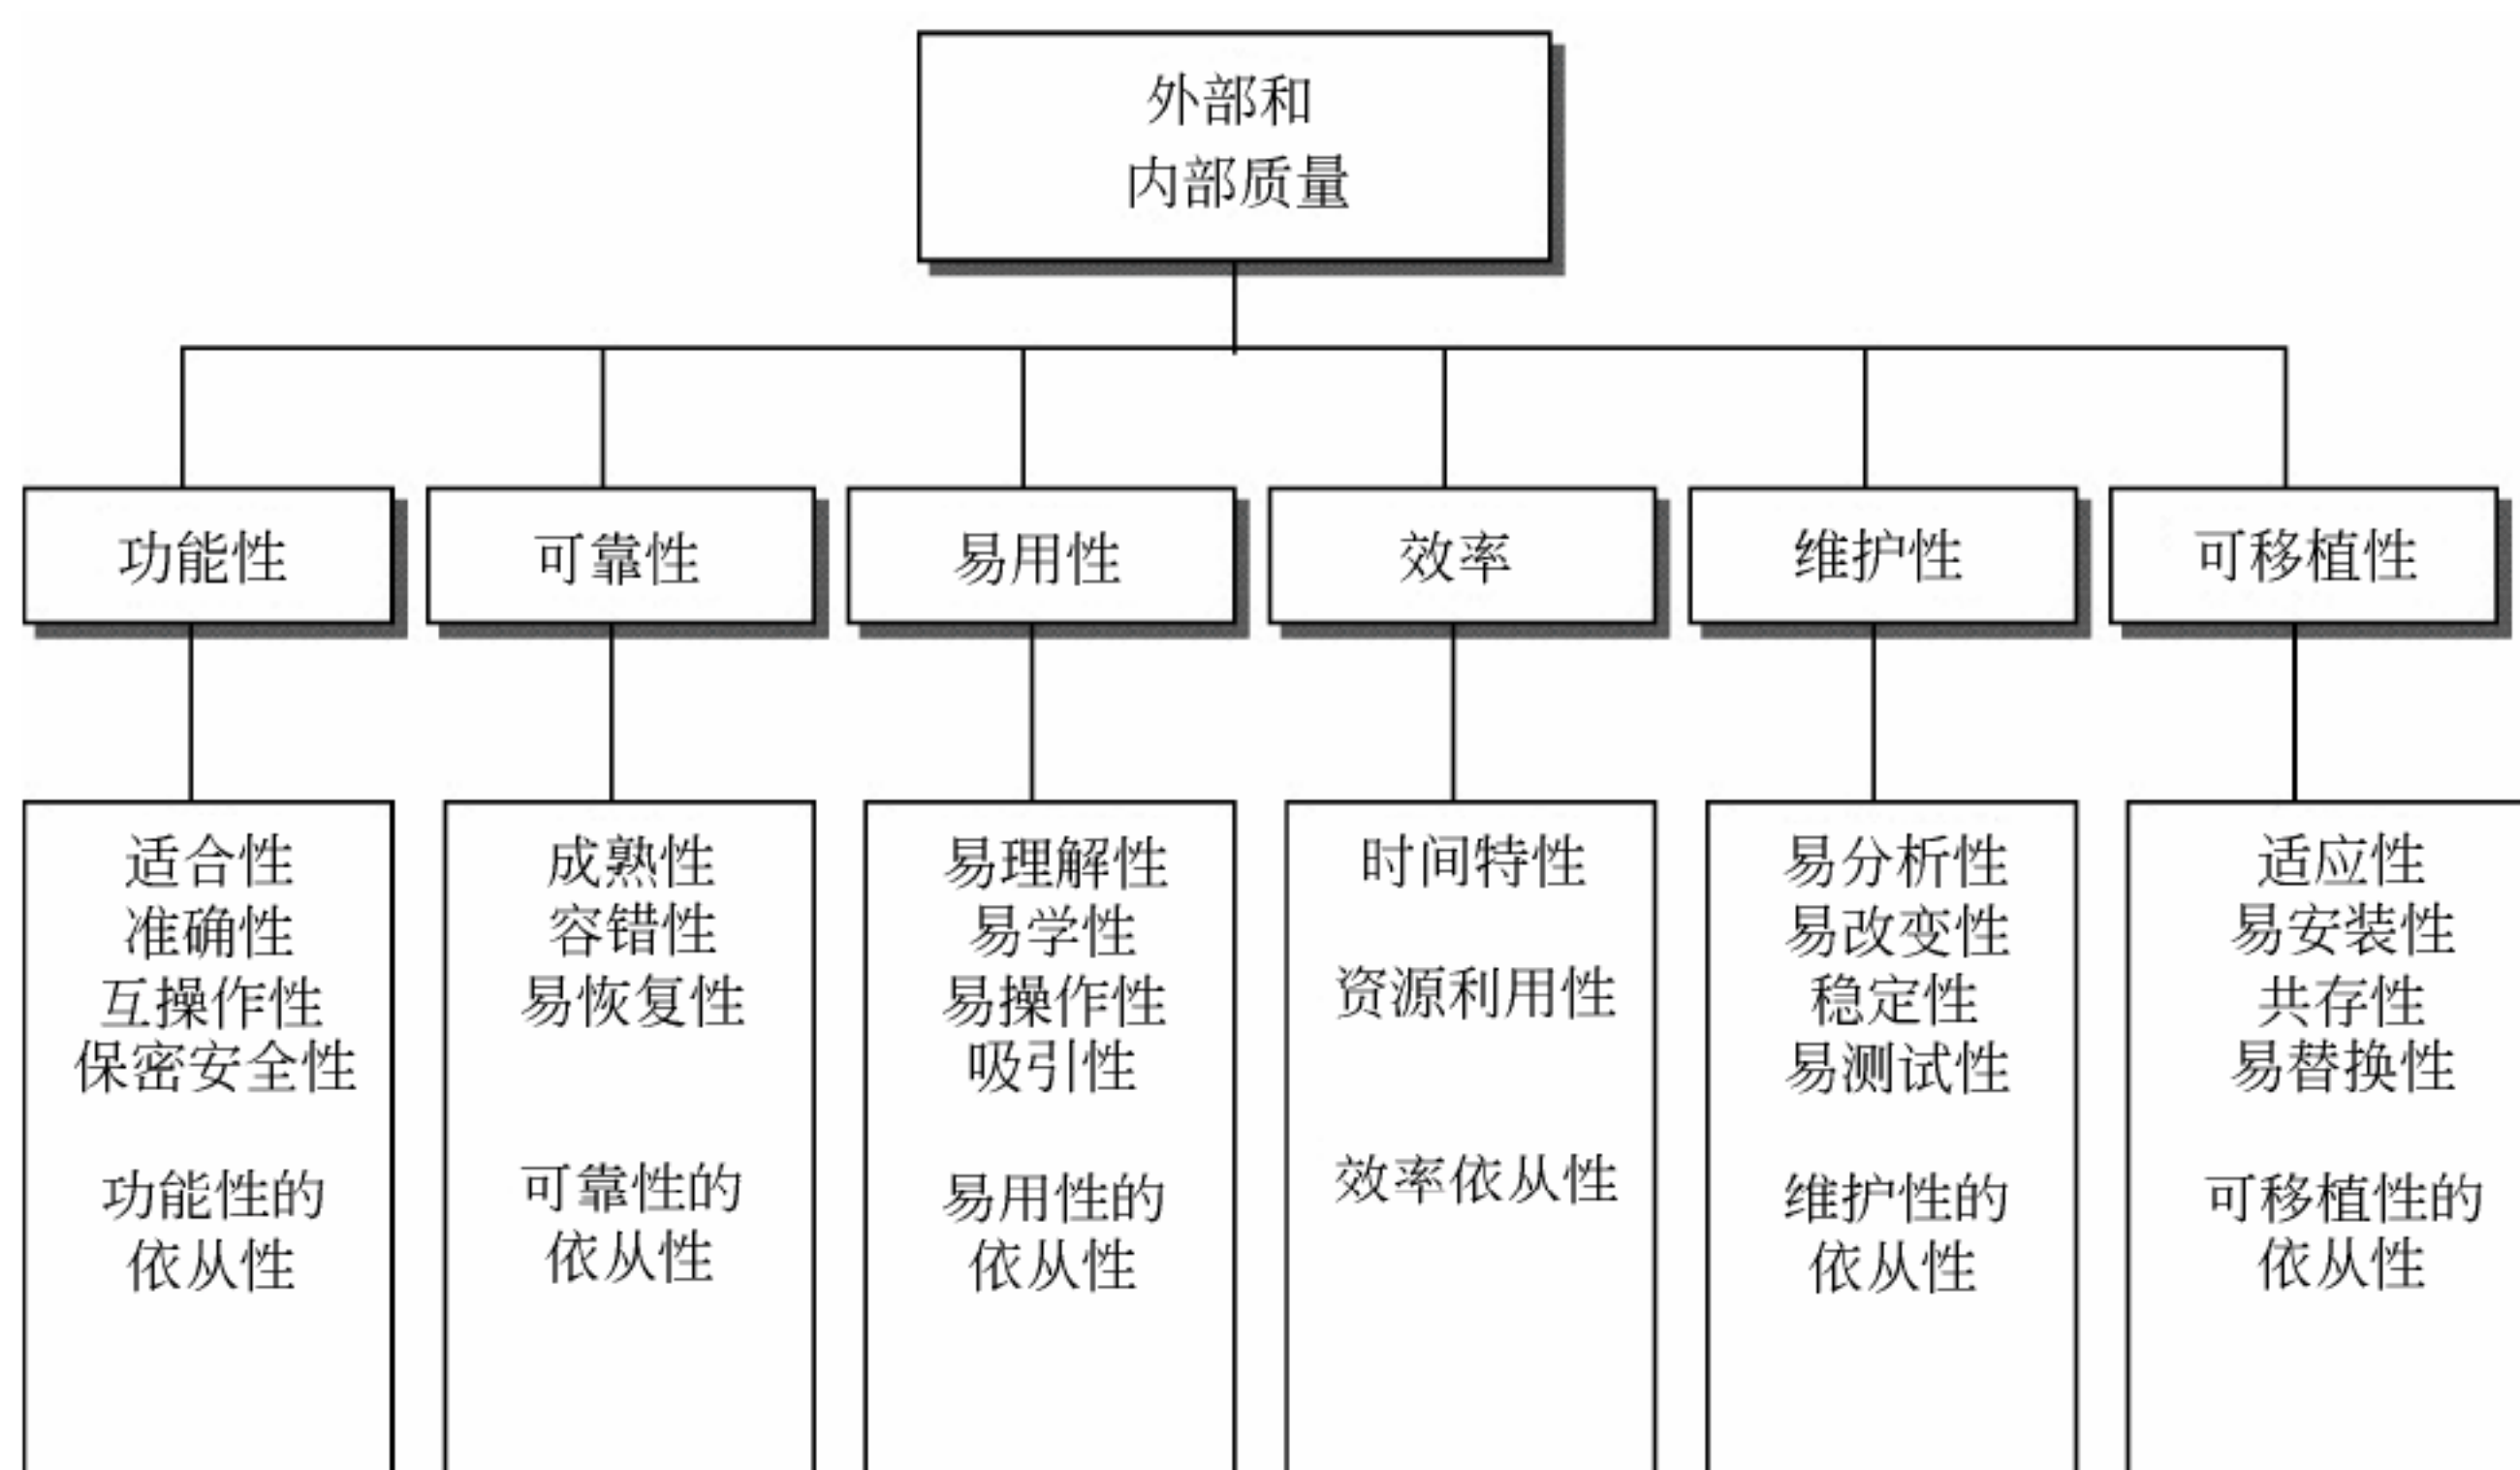 外部和
内部质量
功能性
可靠性
易用性
效率
维护性
可移植性
适合性
准确性
互操作性
保密安全性
功能性的
依从性
成熟性
容错性
易恢复性
可靠性的
依从性
易理解性
易学性
易操作性
吸引性
易用性的
依从性
时间特性
资源利用性
效率依从性
易分析性
易改变性
稳定性
易测试性
维护性的
依从性
适应性
易安装性
共存性
易替换性
可移植性的
依从性